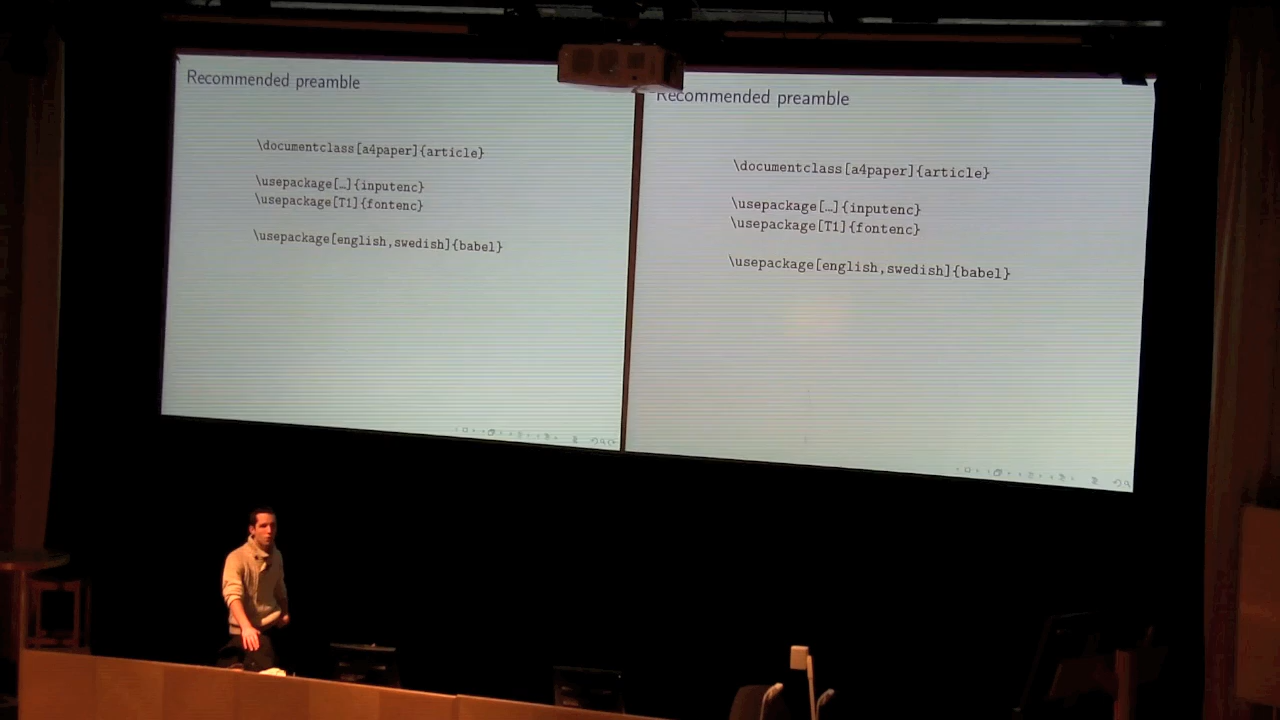 Recommended preamble
\documentclass[a4paper]{article}
\usepackage[…]{inputenc}
\usepackage[T1]{fontenc}
\usepackage[english,swedish]{babel}
Recommended preamble
\documentclass[a4paper]{article}
\usepackage[…]{inputenc}
\usepackage[T1]{fontenc}
\usepackage[english,swedish]{babel}